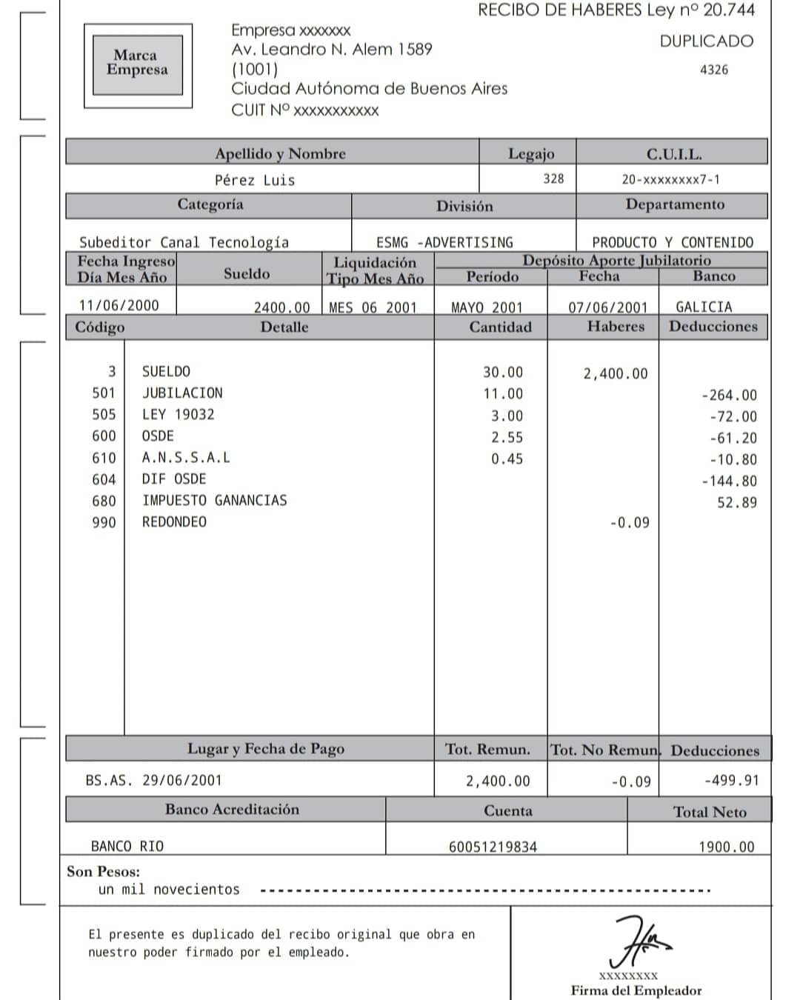 RECIBO DE HABERES Ley nº 20.744
Marca
Empresa
Empresa xxxxxxx
Av. Leandro N. Alem 1589
(1001)
Ciudad Autónoma de Buenos Aires
CUIT Nº xxxxxxxxxxx
DUPLICADO
4326
Apellido y Nombre Legajo C.U.I.L.
Pérez Luis 328 20-xxxxxxxx7-1
Categoría División Departamento
Subeditor Canal Tecnología ESMG -ADVERTISING PRODUCTO Y CONTENIDO
Fecha Ingreso Sueldo Liquidación Depósito Aporte Jubilatorio
Día Mes Año Tipo Mes Año Período Fecha Banco
11/06/2000 2400.00 MES 06 2001 MAYO 2001 07/06/2001 GALICIA
Código Detalle Cantidad Haberes Deducciones
3 SUELDO 30.00 2,400.00
501 JUBILACION 11.00 -264.00
505 LEY 19032 3.00 -72.00
600 OSDE 2.55 -61.20
610 A.N.S.S.A.L 0.45 -10.80
604 DIF OSDE -144.80
680 IMPUESTO GANANCIAS 52.89
990 REDONDEO -0.09
Lugar y Fecha de Pago Tot. Remun. Tot. No Remun. Deducciones
BS.AS. 29/06/2001 2,400.00 -0.09 -499.91
Banco Acreditación Cuenta Total Neto
BANCO RIO 60051219834 1900.00
Son Pesos:
un mil novecientos
El presente es duplicado del recibo original que obra en
nuestro poder firmado por el empleado.
xxxxxxxx
Firma del Empleador